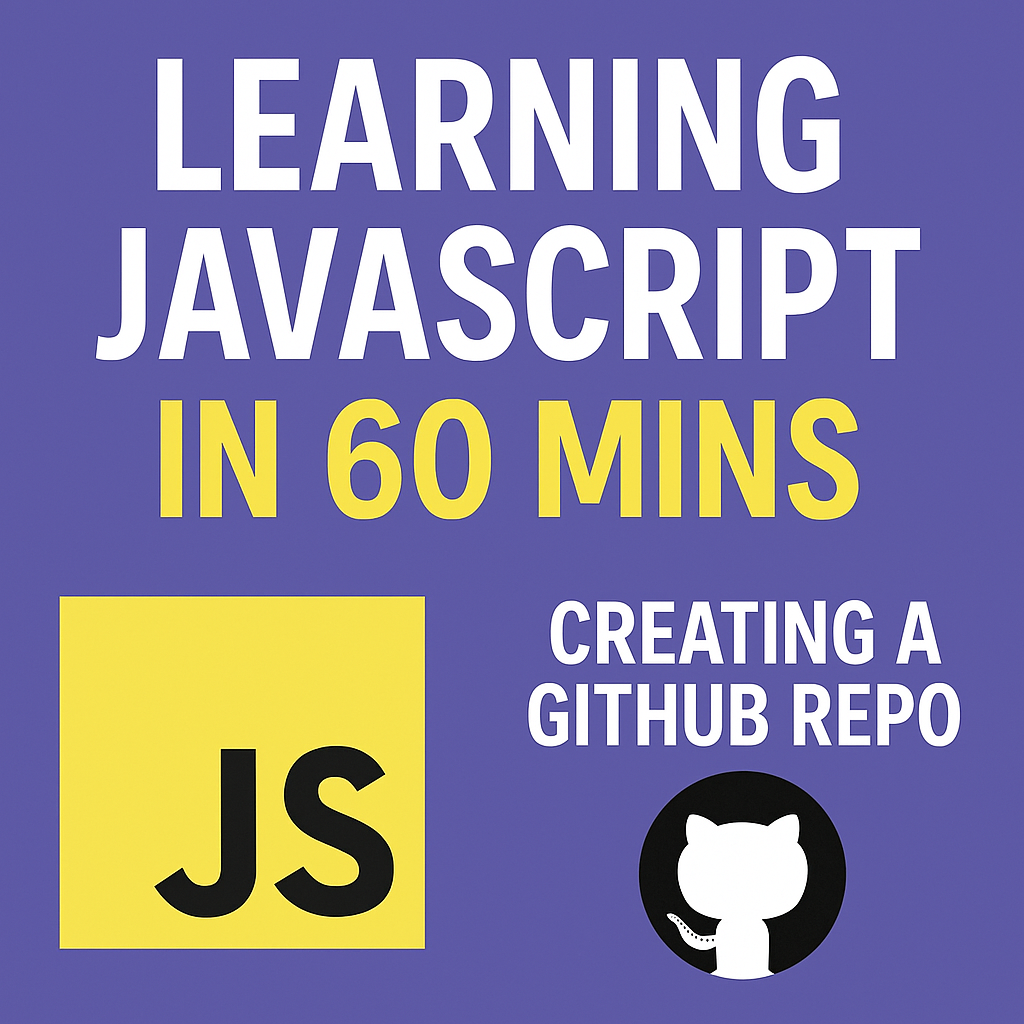 LEARNING
JAVASCRIPT
IN 60 MINS
CREATING A
GITHUB REPO
JS